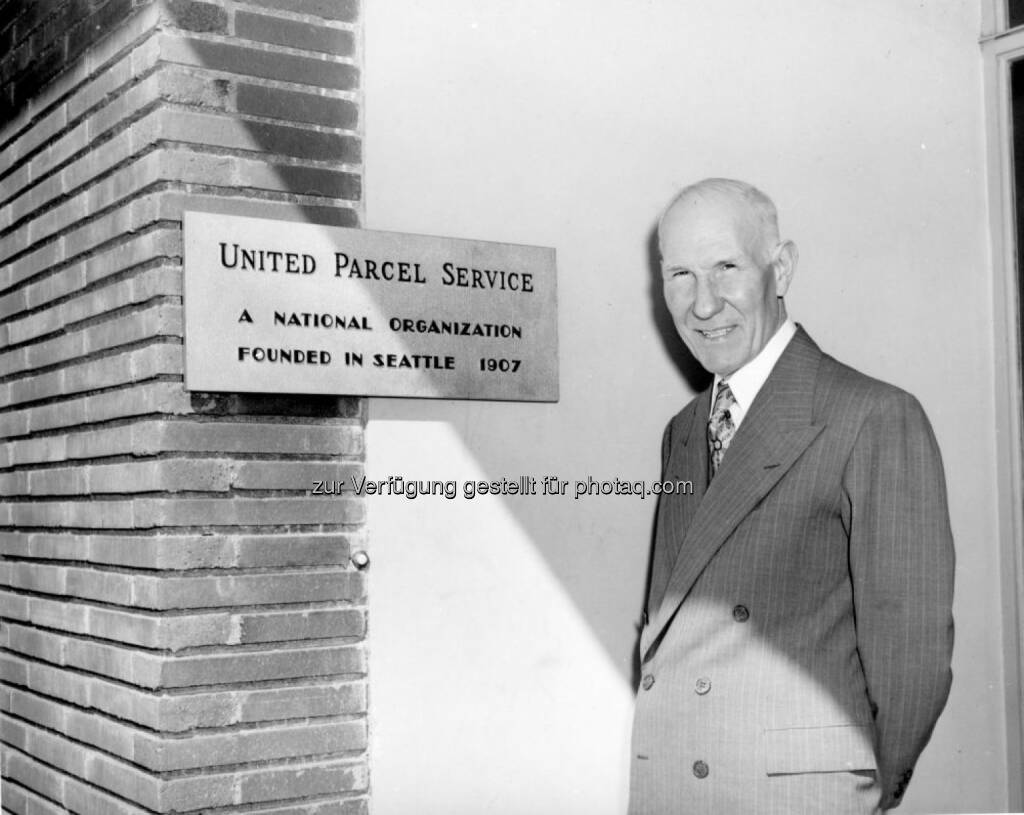 UNITED PARCEL SERVICE
A NATIONAL ORGANIZATION
FOUNDED IN SEATTLE 1907
zur Verfügung gestellt für photaq.com